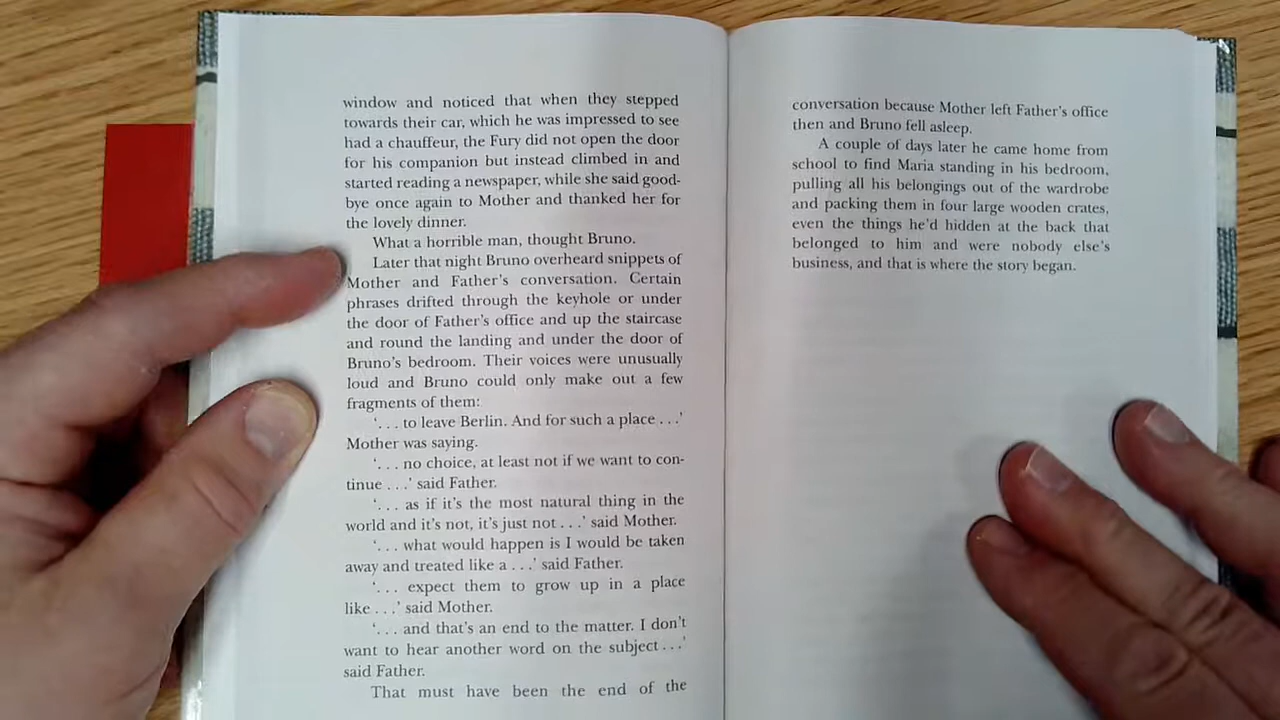 window and noticed that when they stepped
towards their car, which he was impressed to see
had a chauffeur, the Fury did not open the door
for his companion but instead climbed in and
started reading a newspaper, while she said good-
bye once again to Mother and thanked her for
the lovely dinner.
What a horrible man, thought Bruno.
Later that night Bruno overheard snippets of
Mother and Father's conversation. Certain
phrases drifted through the keyhole or under
the door of Father's office and up the staircase
and round the landing and under the door of
Bruno's bedroom. Their voices were unusually
loud and Bruno could only make out a few
fragments of them:
'. . . to leave Berlin. And for such a place . . .'
Mother was saying.
'. . . no choice, at least not if we want to con-
tinue . . .' said Father.
'. . . as if it's the most natural thing in the
world and it's not, it's just not . . .' said Mother.
'. . . what would happen is I would be taken
away and treated like a . . .' said Father.
'. . . expect them to grow up in a place
like . . .' said Mother.
'. . . and that's an end to the matter. I don't
want to hear another word on the subject . . .'
said Father.
That must have been the end of the
conversation because Mother left Father's office
then and Bruno fell asleep.
A couple of days later he came home from
school to find Maria standing in his bedroom,
pulling all his belongings out of the wardrobe
and packing them in four large wooden crates,
even the things he'd hidden at the back that
belonged to him and were nobody else's
business, and that is where the story began.